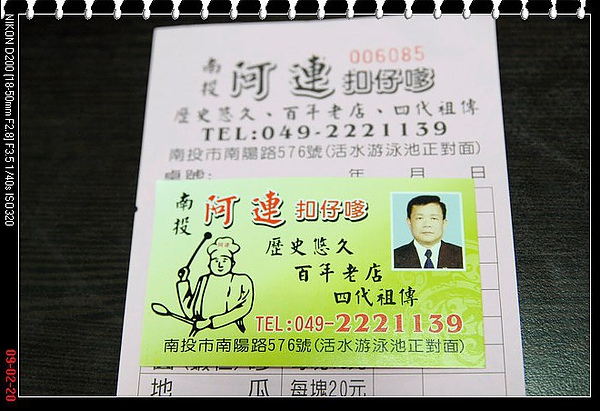 NIKON D200 [18-50mm F2.8] F3.5 1/40s ISO320
09-02-20
006085
南投 阿連 扣仔嗲
歷史悠久、百年老店、四代祖傳
TEL:049-2221139
南投市南陽路576號(活水游泳池正對面)
桌號: 年 月 日
南投 阿連 扣仔嗲
阿連
歷史悠久
百年老店
四代祖傳
TEL:049-2221139
南投市南陽路576號(活水游泳池正對面)
地 瓜 每塊20元